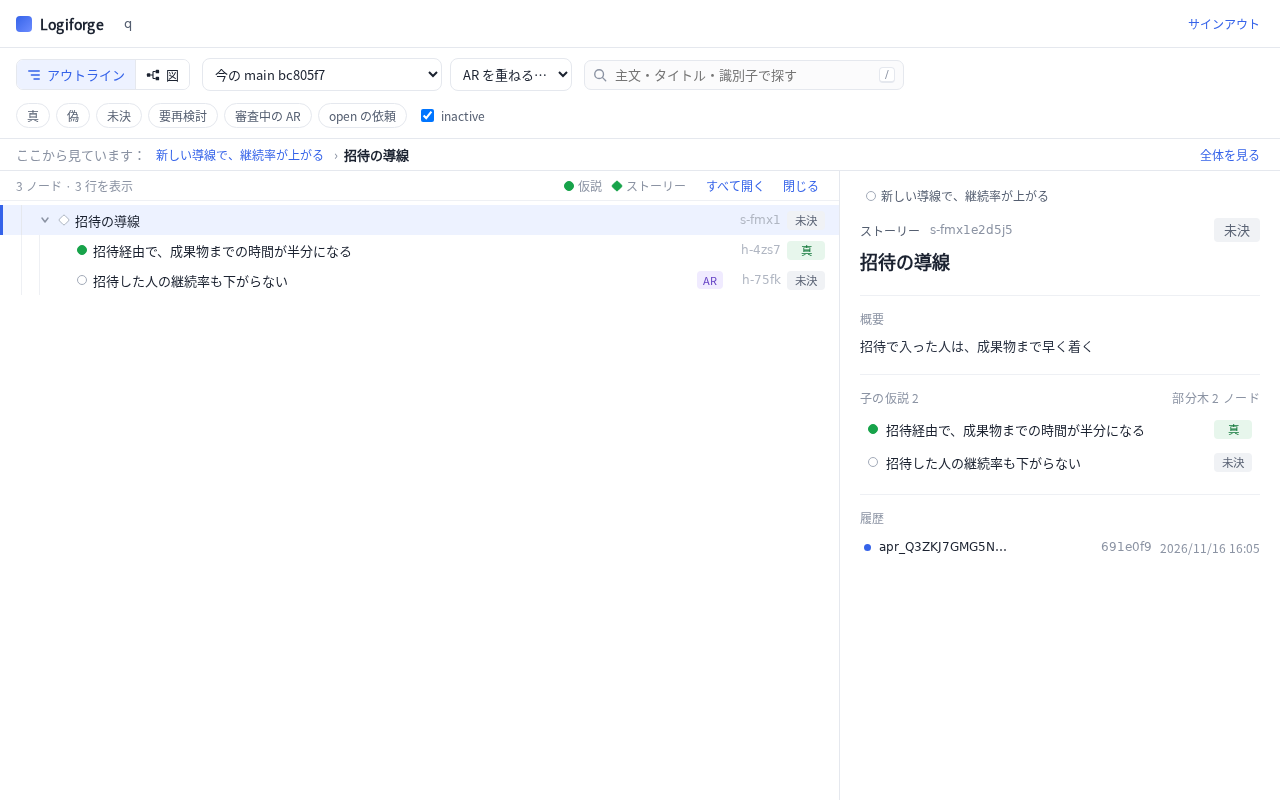 Logiforge q サインアウト
アウトライン 図 今の main bc805f7 AR を重ねる… 主文・タイトル・識別子で探す /
真 偽 未決 要再検討 審査中の AR open の依頼 inactive
ここから見ています： 新しい導線で、継続率が上がる › 招待の導線 全体を見る
3 ノード · 3 行を表示 仮説 ストーリー すべて開く 閉じる
招待の導線 s-fmx1 未決
招待経由で、成果物までの時間が半分になる h-4zs7 真
招待した人の継続率も下がらない AR h-75fk 未決
新しい導線で、継続率が上がる
ストーリー s-fmx1e2d5j5 未決
招待の導線
概要
招待で入った人は、成果物まで早く着く
子の仮説 2 部分木 2 ノード
招待経由で、成果物までの時間が半分になる 真
招待した人の継続率も下がらない 未決
履歴
apr_Q3ZKJ7GMG5N… 691e0f9 2026/11/16 16:05